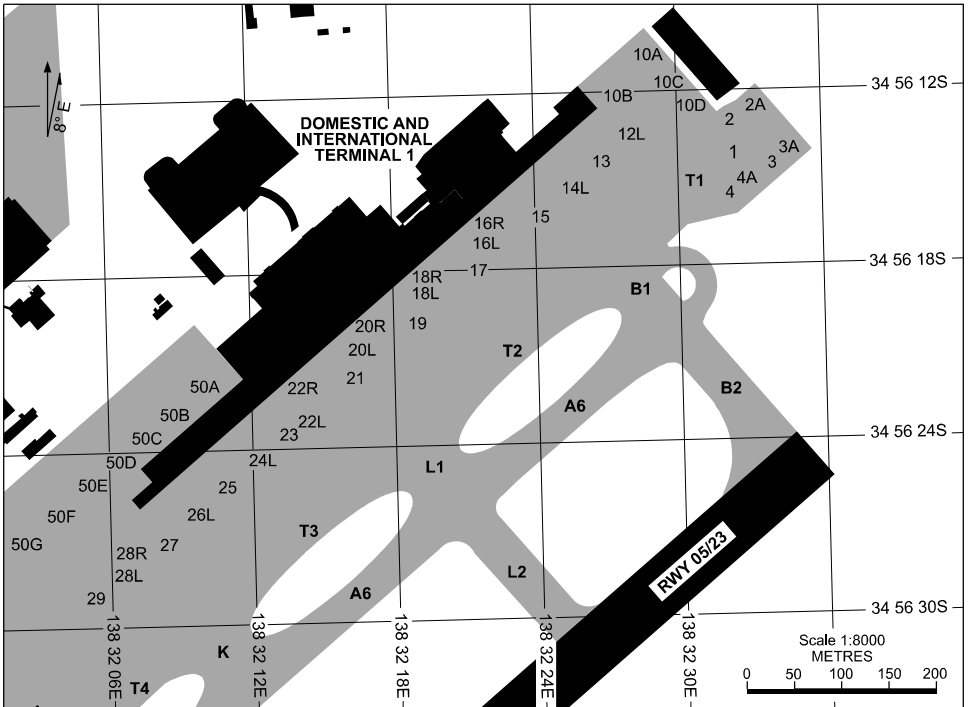 10A
10C
34 56 12S
10B
10D
2A
2
8° E
DOMESTIC AND
INTERNATIONAL
TERMINAL 1
12L
13
1
3A
3
14L
T1
4A
4
15
16R
16L
34 56 18S
17
18R
18L
B1
19
20R
20L
T2
21
50A
22R
B2
50B
22L
A6
23
50C
34 56 24S
50D
24L
L1
50E
25
50F
26L
T3
50G
27
28R
28L
L2
RWY 05/23
29
A6
34 56 30S
138 32 06E
138 32 12E
138 32 18E
138 32 24E
138 32 30E
K
T4
Scale 1:8000
METRES
0 50 100 150 200